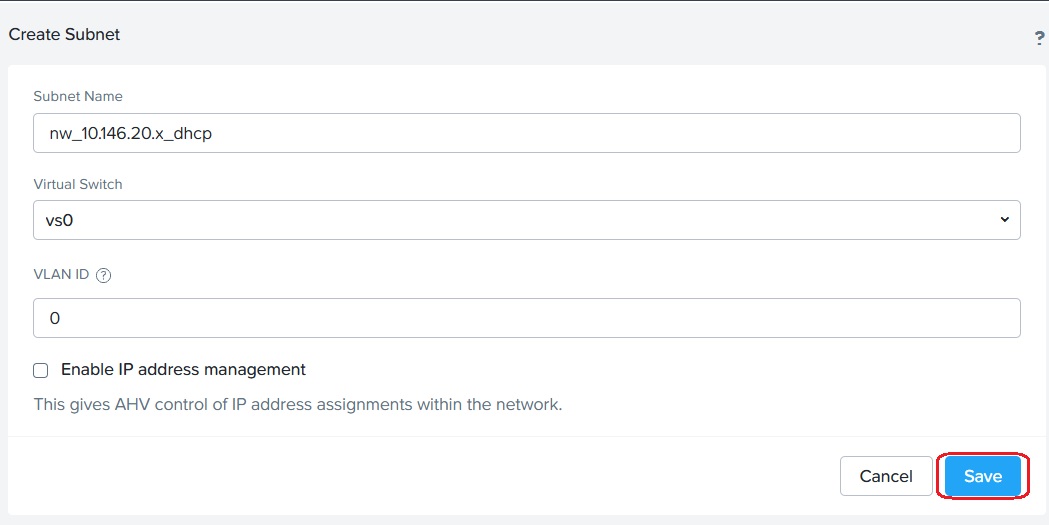 Create Subnet
?
Subnet Name
nw_10.146.20.x_dhcp
Virtual Switch
vs0
VLAN ID ?
0
Enable IP address management
This gives AHV control of IP address assignments within the network.
Cancel Save